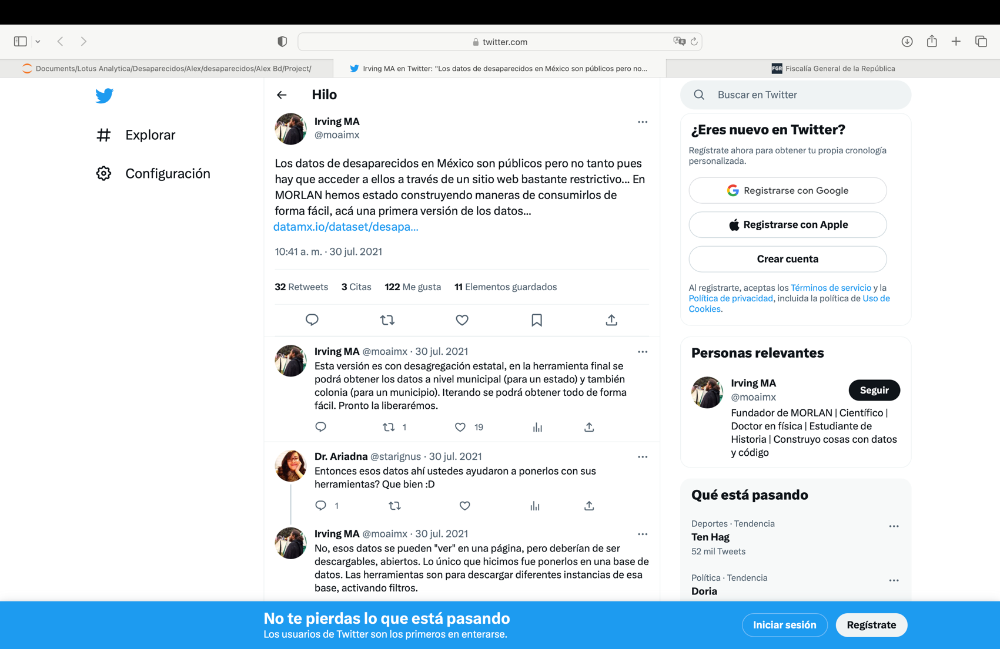 twitter.com
Documents/Lotus Analytica/Desaparecidos/Alex/desaparecidos/Alex Bd/Project/
Irving MA en Twitter: "Los datos de desaparecidos en México son públicos pero no...
FGR Fiscalía General de la República
Explorar
Configuración
Hilo
Irving MA
@moaimx
Los datos de desaparecidos en México son públicos pero no tanto pues
hay que acceder a ellos a través de un sitio web bastante restrictivo... En
MORLAN hemos estado construyendo maneras de consumirlos de
forma fácil, acá una primera versión de los datos...
datamx.io/dataset/desapa...
10:41 a. m. · 30 jul. 2021
32 Retweets 3 Citas 122 Me gusta 11 Elementos guardados
Irving MA @moaimx · 30 jul. 2021
Esta versión es con desagregación estatal, en la herramienta final se
podrá obtener los datos a nivel municipal (para un estado) y también
colonia (para un municipio). Iterando se podrá obtener todo de forma
fácil. Pronto la liberarémos.
1 19
Dr. Ariadna @starignus · 30 jul. 2021
Entonces esos datos ahí ustedes ayudaron a ponerlos con sus
herramientas? Que bien :D
1
Irving MA @moaimx · 30 jul. 2021
No, esos datos se pueden "ver" en una página, pero deberían de ser
descargables, abiertos. Lo único que hicimos fue ponerlos en una base de
datos. Las herramientas son para descargar diferentes instancias de esa
base, activando filtros.
Buscar en Twitter
¿Eres nuevo en Twitter?
Regístrate ahora para obtener tu propia cronología
personalizada.
Registrarse con Google
Registrarse con Apple
Crear cuenta
Al registrarte, aceptas los Términos de servicio y la
Política de privacidad, incluida la política de Uso de
Cookies.
Personas relevantes
Irving MA
@moaimx
Seguir
Fundador de MORLAN | Científico |
Doctor en física | Estudiante de
Historia | Construyo cosas con datos
y código
Qué está pasando
Deportes · Tendencia
Ten Hag
52 mil Tweets
Política · Tendencia
Doria
No te pierdas lo que está pasando
Los usuarios de Twitter son los primeros en enterarse.
Iniciar sesión
Regístrate